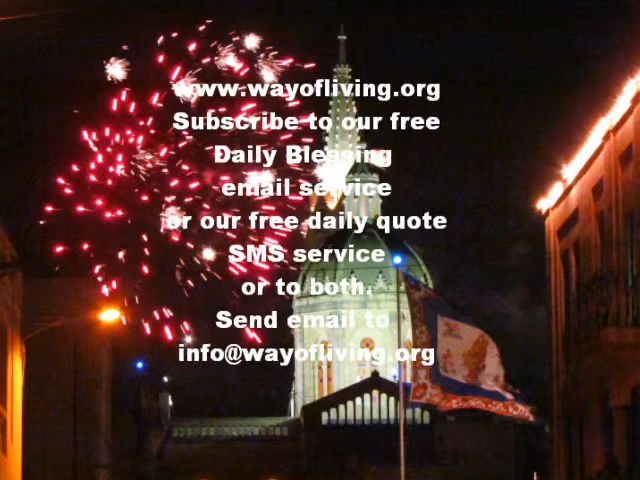 www.wayofliving.org
Subscribe to our free
Daily Blessing
email service
or our free daily quote
SMS service
or to both.
Send email to
info@wayofliving.org